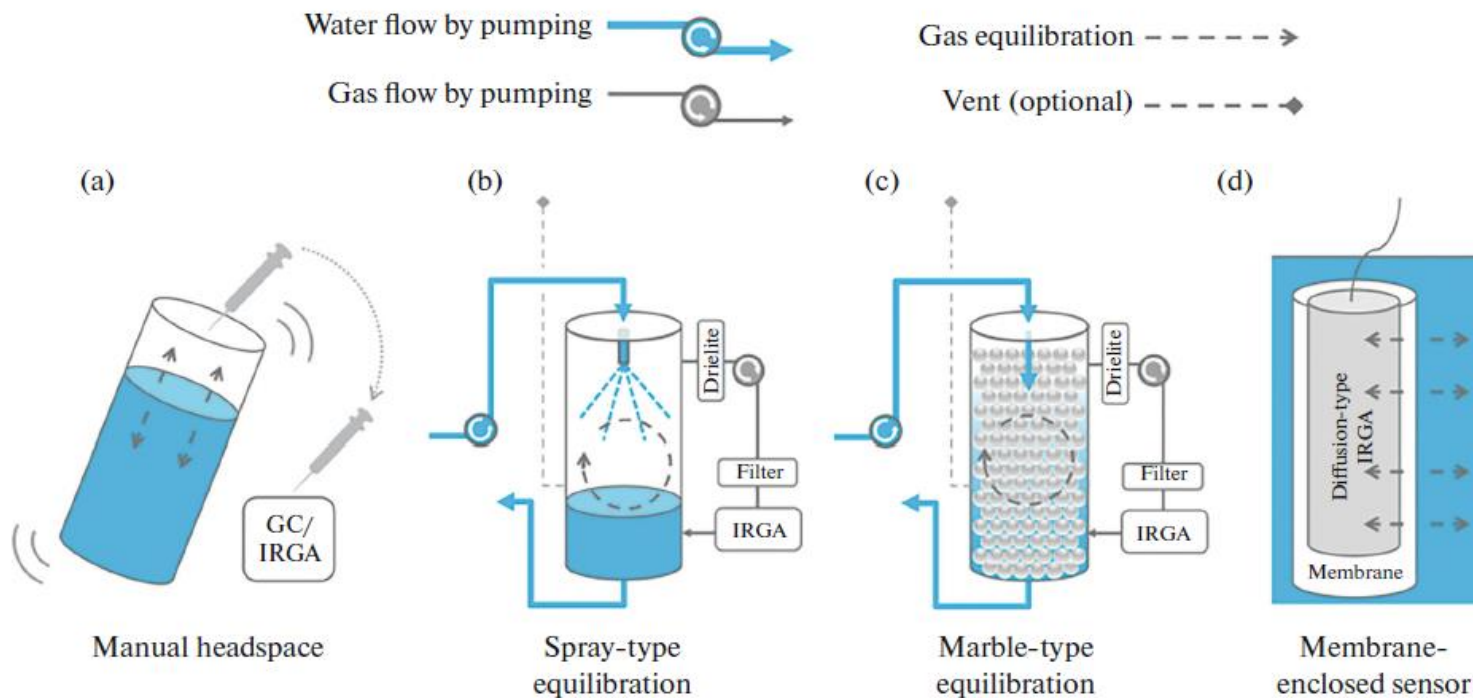 Water flow by pumping
Gas equilibration
Gas flow by pumping
Vent (optional)
(a)
(b)
(c)
(d)
Drielite
Filter
IRGA
Drielite
Filter
IRGA
GC/
IRGA
Diffusion-type
IRGA
Membrane
Manual headspace
Spray-type
equilibration
Marble-type
equilibration
Membrane-
enclosed sensor